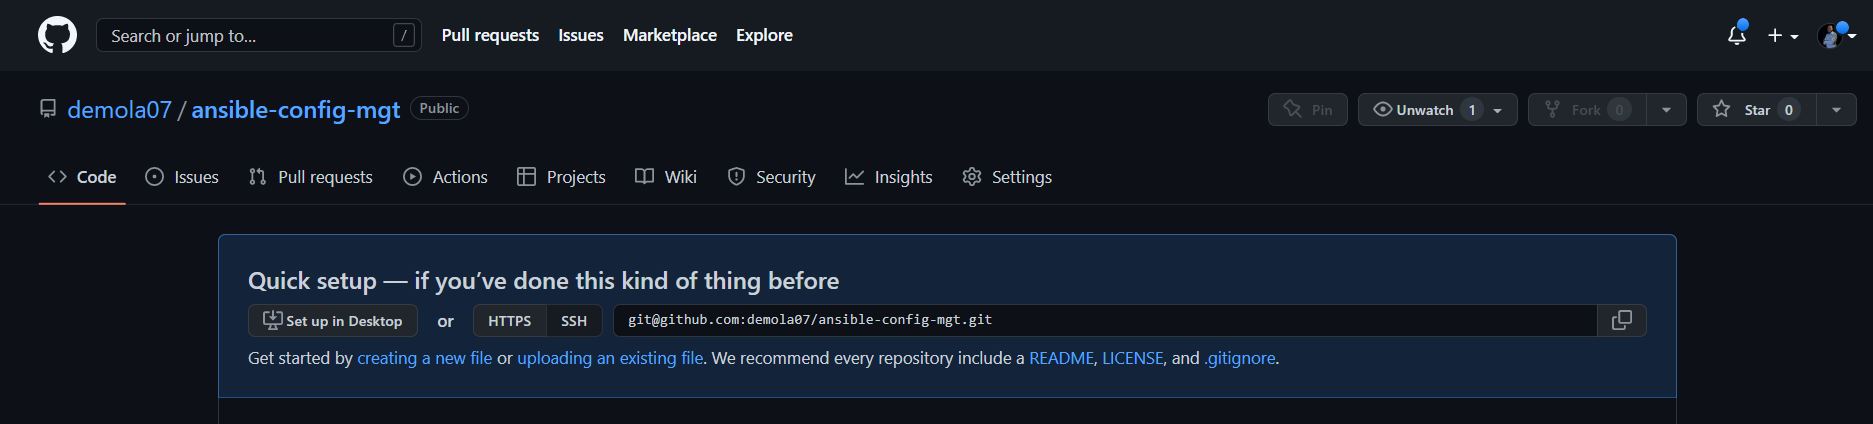 Search or jump to... / Pull requests Issues Marketplace Explore
demola07 / ansible-config-mgt Public Pin Unwatch 1 Fork 0 Star 0
Code Issues Pull requests Actions Projects Wiki Security Insights Settings
Quick setup — if you’ve done this kind of thing before
Set up in Desktop or HTTPS SSH git@github.com:demola07/ansible-config-mgt.git
Get started by creating a new file or uploading an existing file. We recommend every repository include a README, LICENSE, and .gitignore.